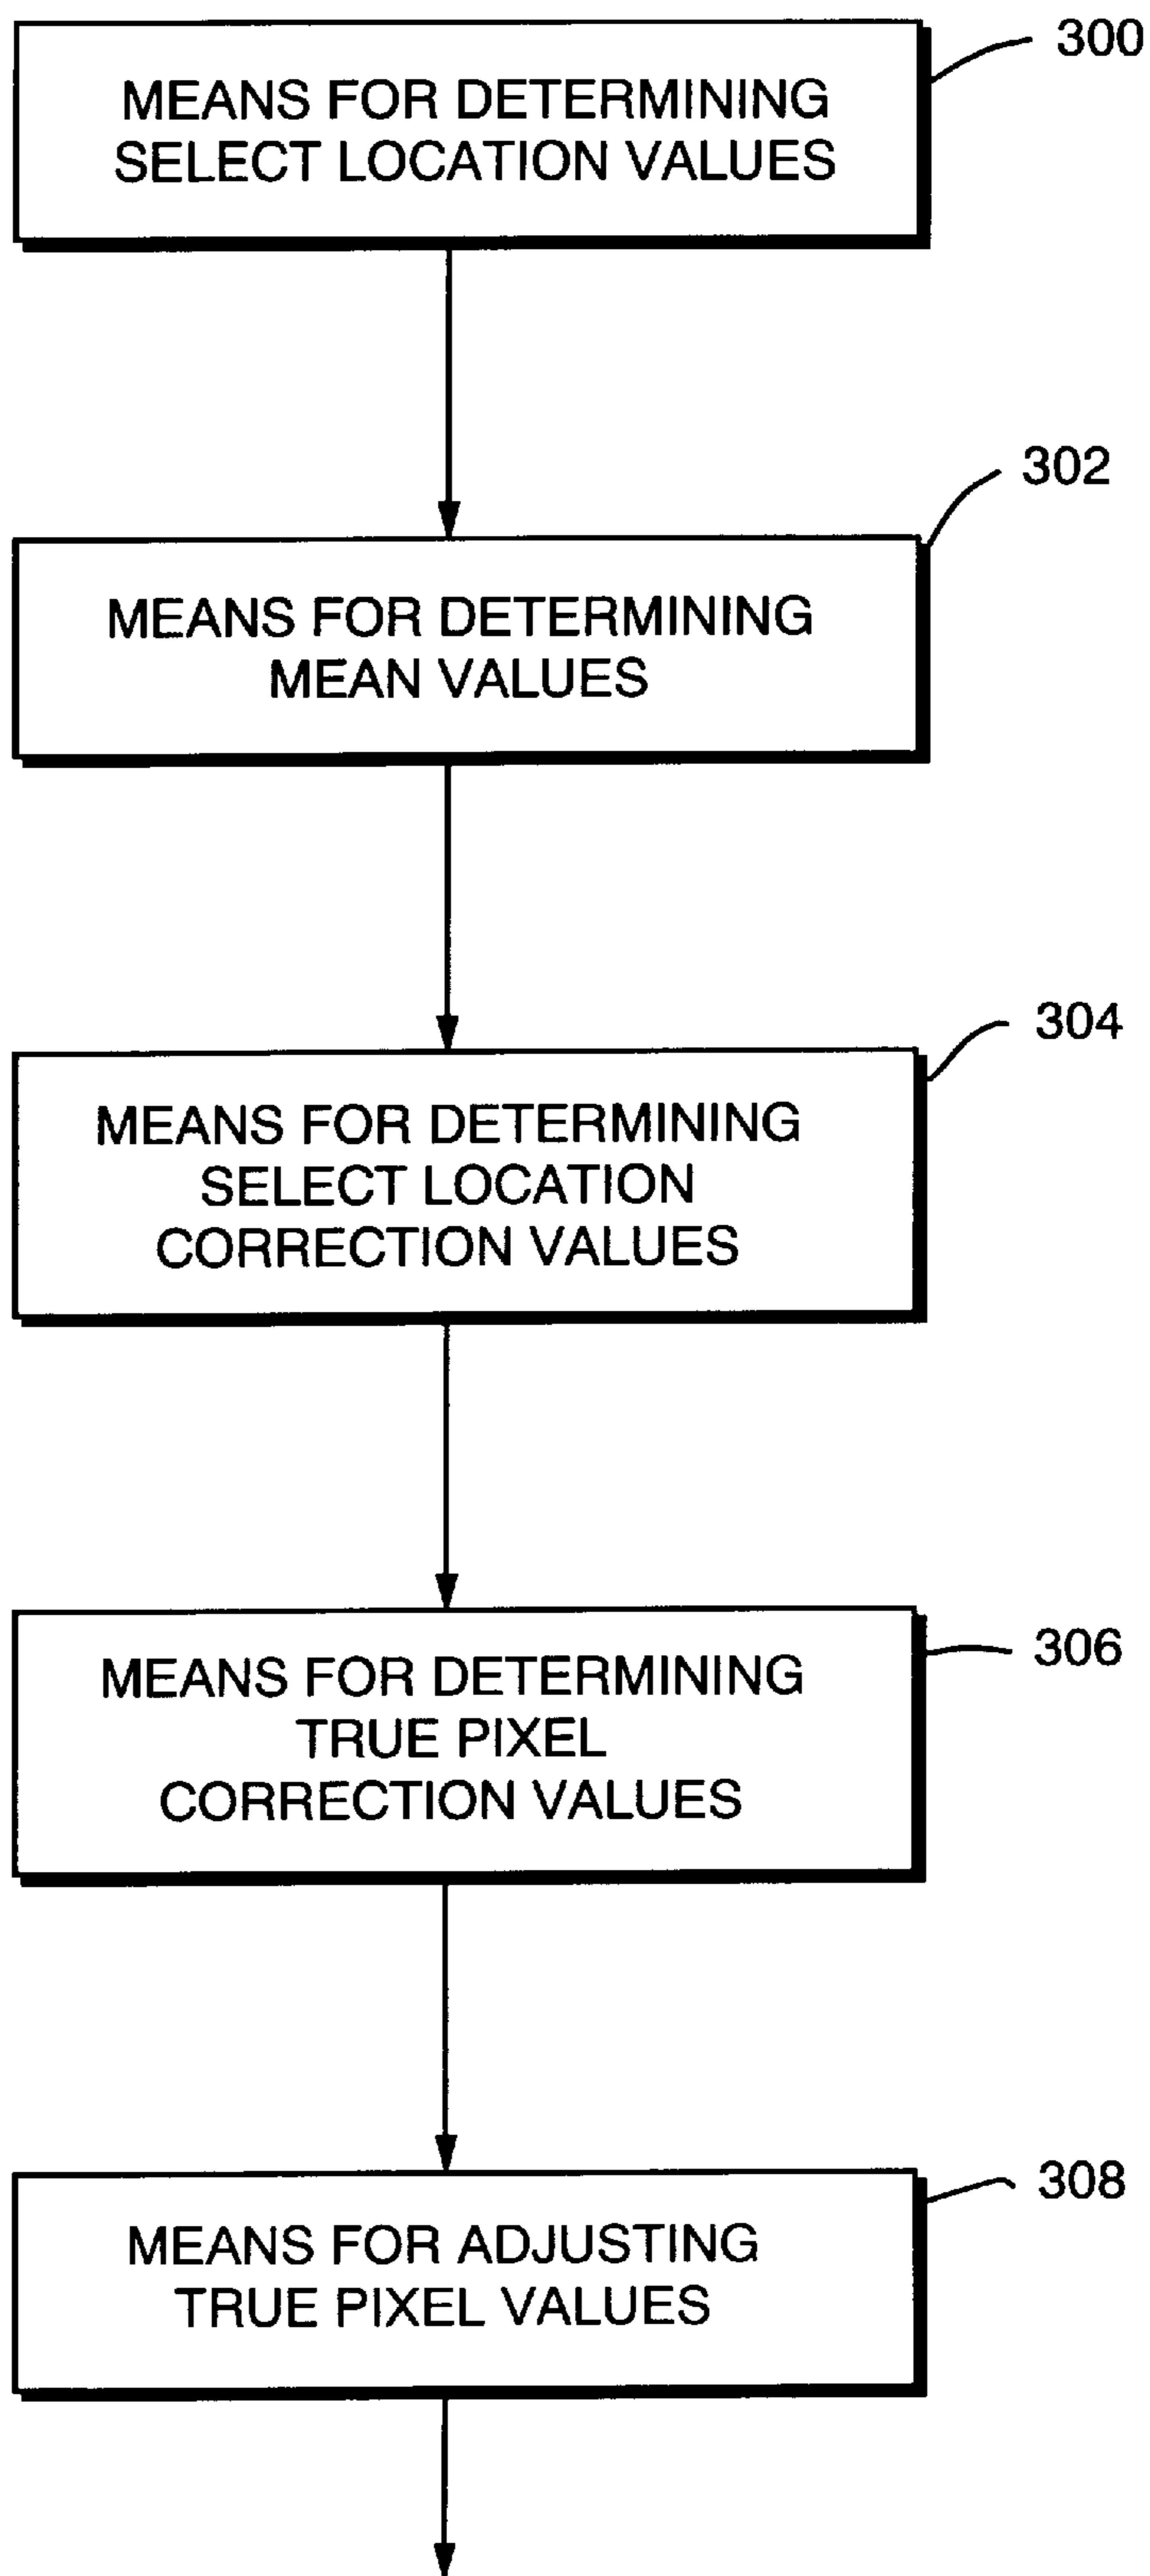 300
MEANS FOR DETERMINING
SELECT LOCATION VALUES
302
MEANS FOR DETERMINING
MEAN VALUES
304
MEANS FOR DETERMINING
SELECT LOCATION
CORRECTION VALUES
306
MEANS FOR DETERMINING
TRUE PIXEL
CORRECTION VALUES
308
MEANS FOR ADJUSTING
TRUE PIXEL VALUES